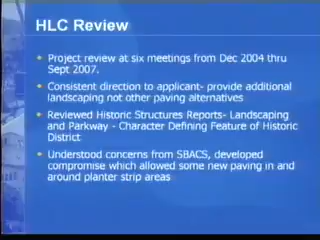 HLC Review
Project review at six meetings from Dec 2004 thru
Sept 2007.
Consistent direction to applicant- provide additional
landscaping not other paving alternatives
Reviewed Historic Structures Reports- Landscaping
and Parkway - Character Defining Feature of Historic
District
Understood concerns from SBACS, developed
compromise which allowed some new paving in and
around planter strip areas